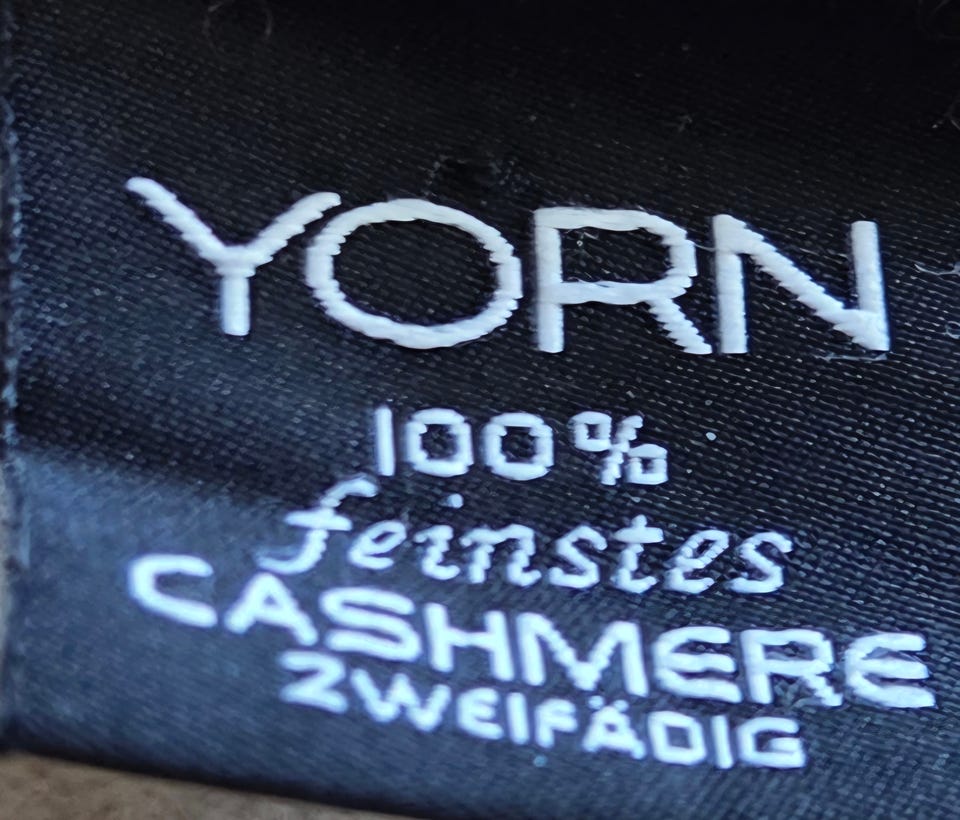 YORN
100%
feinstes
CASHMERE
ZWEIFÄDIG